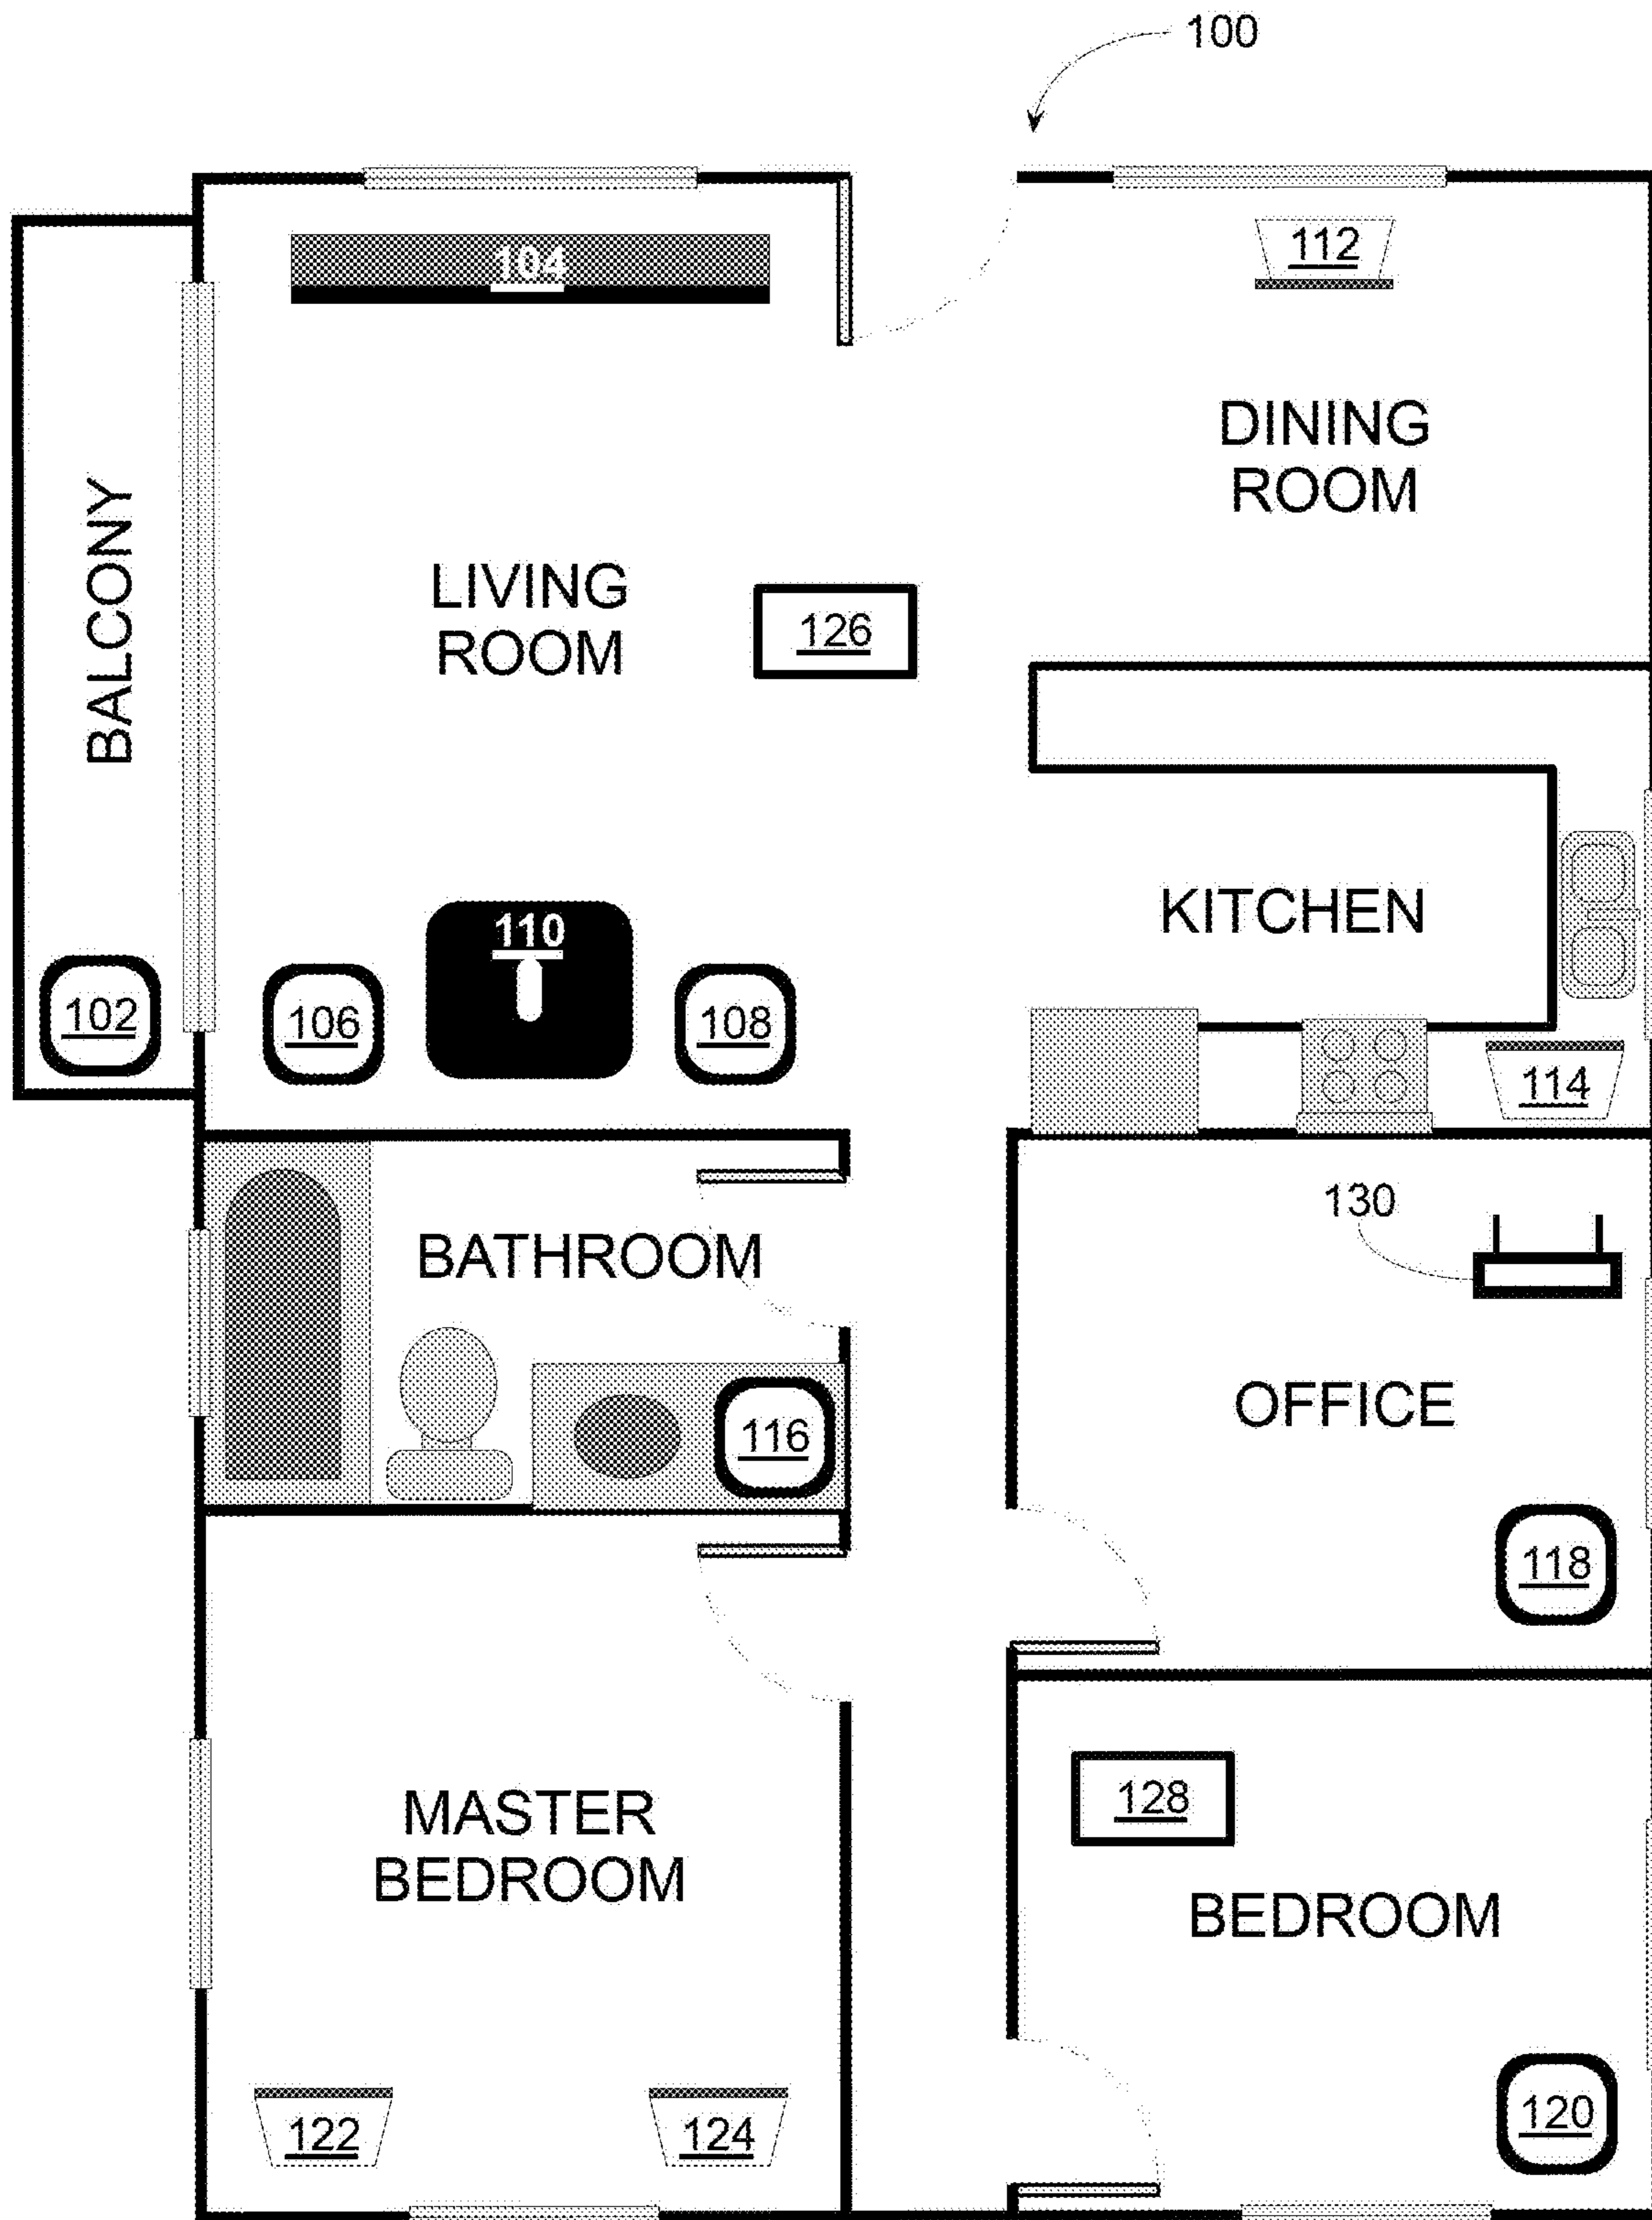 100
104
112
DINING
ROOM
BALCONY
LIVING
ROOM
126
110
KITCHEN
102
106
108
114
130
BATHROOM
OFFICE
116
118
128
MASTER
BEDROOM
BEDROOM
122
124
120